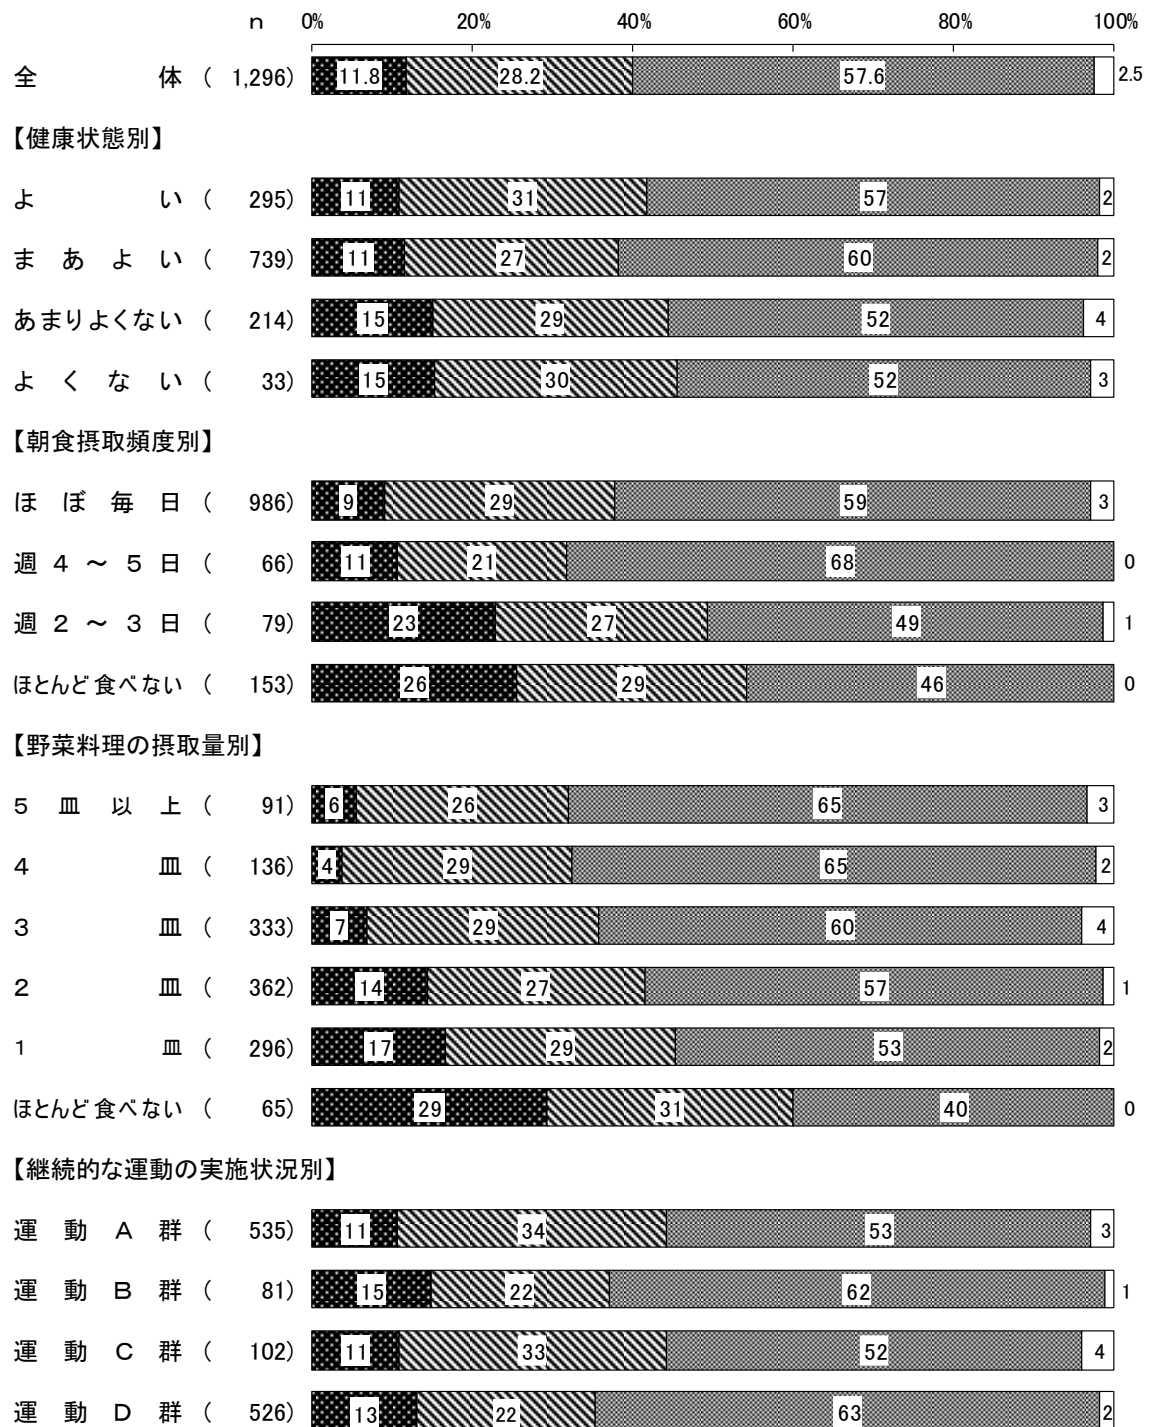 n 0% 20% 40% 60% 80% 100%
全体 ( 1,296) 11.8 28.2 57.6 2.5
【健康状態別】
よい ( 295) 11 31 57 2
まあよい ( 739) 11 27 60 2
あまりよくない ( 214) 15 29 52 4
よくない ( 33) 15 30 52 3
【朝食摂取頻度別】
ほぼ毎日 ( 986) 9 29 59 3
週4～5日 ( 66) 11 21 68 0
週2～3日 ( 79) 23 27 49 1
ほとんど食べない ( 153) 26 29 46 0
【野菜料理の摂取量別】
5皿以上 ( 91) 6 26 65 3
4皿 ( 136) 4 29 65 2
3皿 ( 333) 7 29 60 4
2皿 ( 362) 14 27 57 1
1皿 ( 296) 17 29 53 2
ほとんど食べない ( 65) 29 31 40 0
【継続的な運動の実施状況別】
運動A群 ( 535) 11 34 53 3
運動B群 ( 81) 15 22 62 1
運動C群 ( 102) 11 33 52 4
運動D群 ( 526) 13 22 63 2